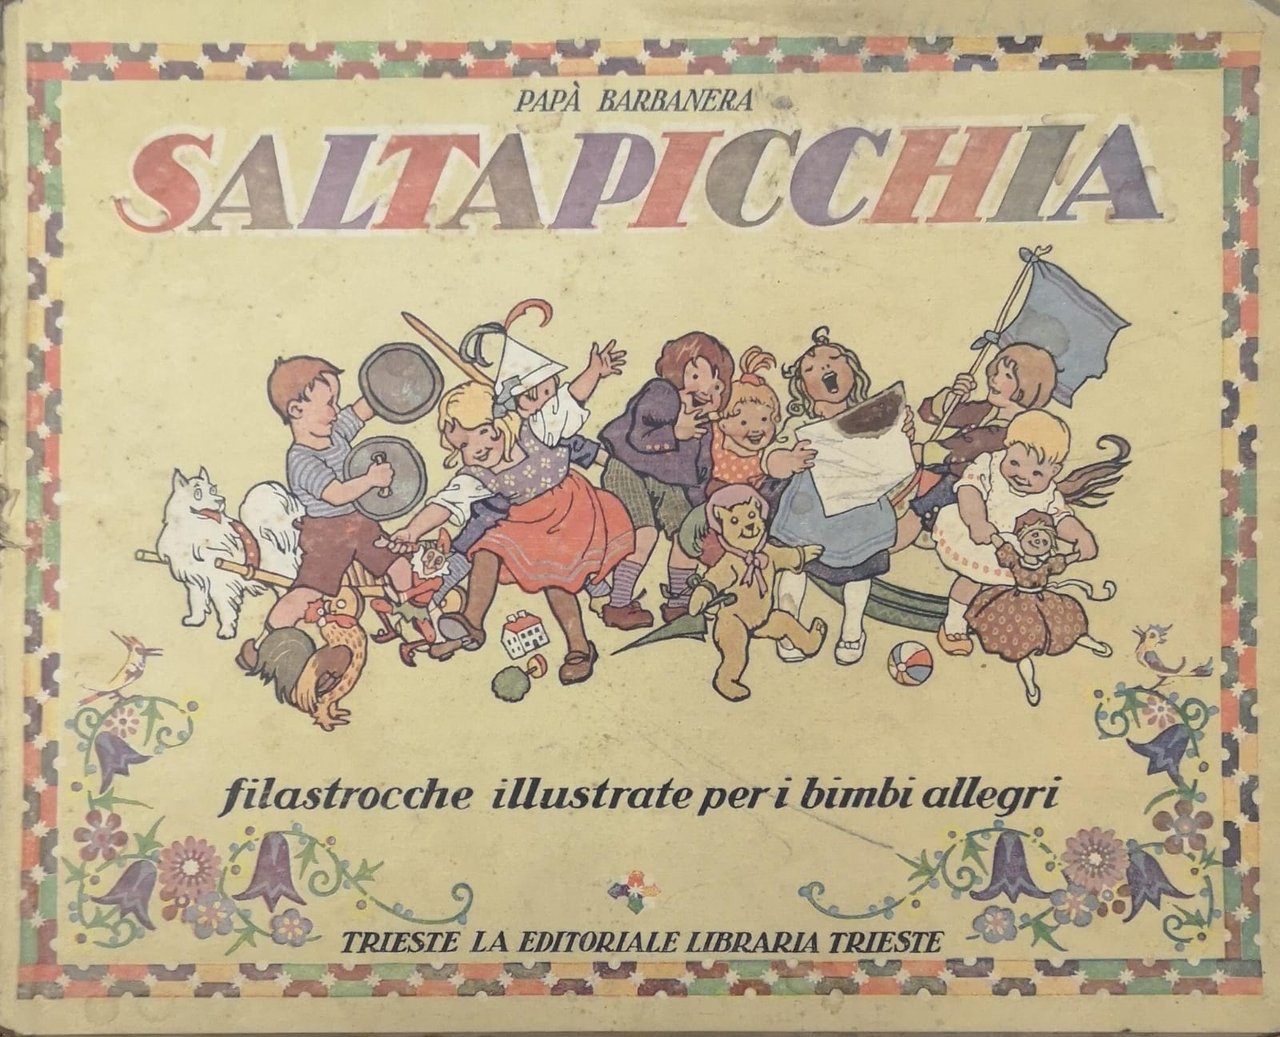 PAPÀ BARBANERA
SALTAPICCHIA
filastrocche illustrate per i bimbi allegri
TRIESTE LA EDITORIALE LIBRARIA TRIESTE